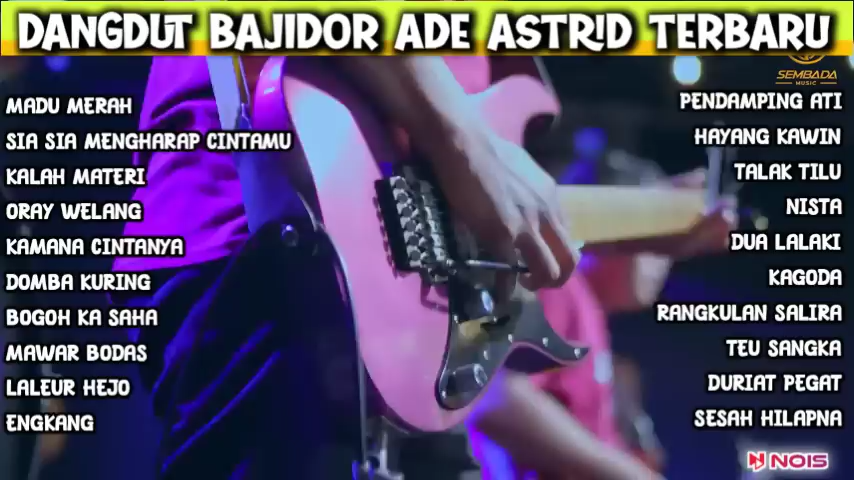 DANGDUT BAJIDOR ADE ASTRID TERBARU
SEMBADA
MUSIC
MADU MERAH
SIA SIA MENGHARAP CINTAMU
KALAH MATERI
ORAY WELANG
KAMANA CINTANYA
DOMBA KURING
BOGOH KA SAHA
MAWAR BODAS
LALEUR HEJO
ENGKANG
PENDAMPING ATI
HAYANG KAWIN
TALAK TILU
NISTA
DUA LALAKI
KAGODA
RANGKULAN SALIRA
TEU SANGKA
DURIAT PEGAT
SESAH HILAPNA
NOIS